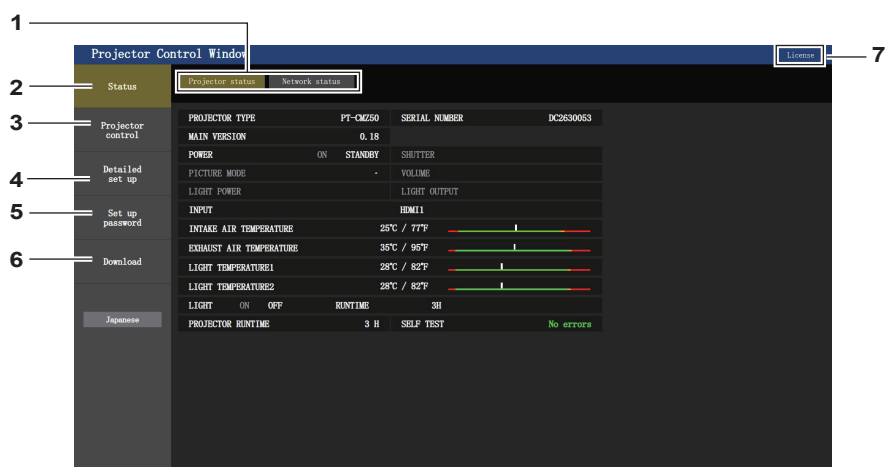 1
Projector Control Window
License
7
2
Status
Projector status Network status
3
Projector
control
4
Detailed
set up
5
Set up
password
6
Download
Japanese
PROJECTOR TYPE PT-CMZ50 SERIAL NUMBER DC2630053
MAIN VERSION 0.18
POWER ON STANDBY SHUTTER
PICTURE MODE - VOLUME
LIGHT POWER LIGHT OUTPUT
INPUT HDMI1
INTAKE AIR TEMPERATURE 25℃ / 77℉
EXHAUST AIR TEMPERATURE 35℃ / 95℉
LIGHT TEMPERATURE1 28℃ / 82℉
LIGHT TEMPERATURE2 28℃ / 82℉
LIGHT ON OFF RUNTIME 3H
PROJECTOR RUNTIME 3 H SELF TEST No errors